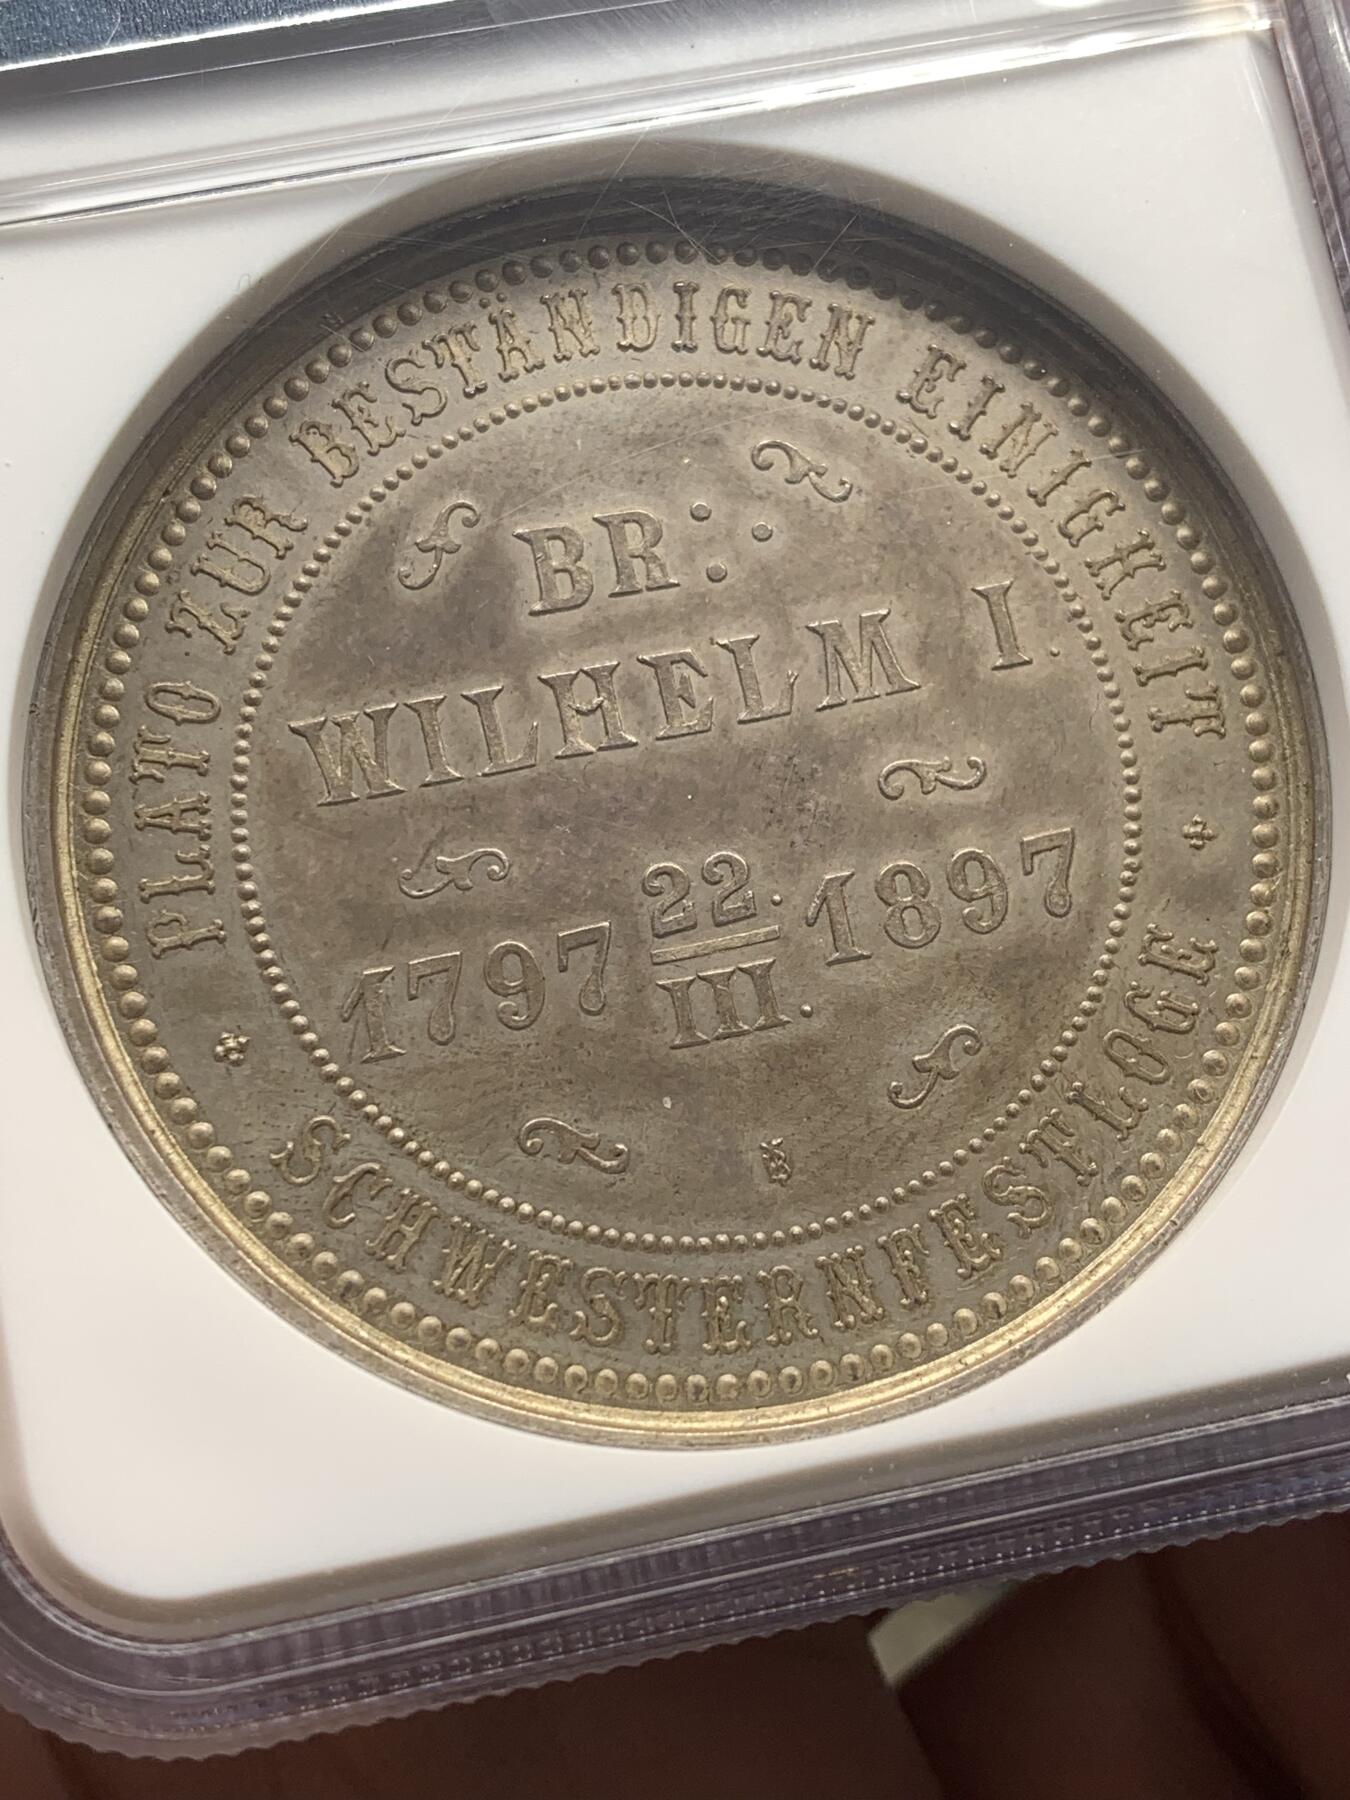 PLATO ZUR BESTÄNDIGEN EINIGKEIT
BR∴
WILHELM I.
1797 22./III. 1897
SCHWESTERNFESTLOGE